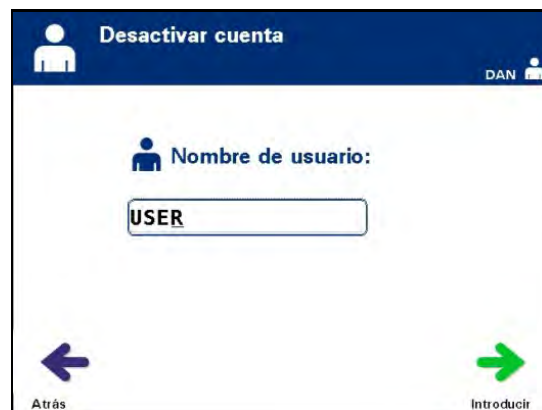 Desactivar cuenta
DAN
Nombre de usuario:
USER
Atrás
Introducir